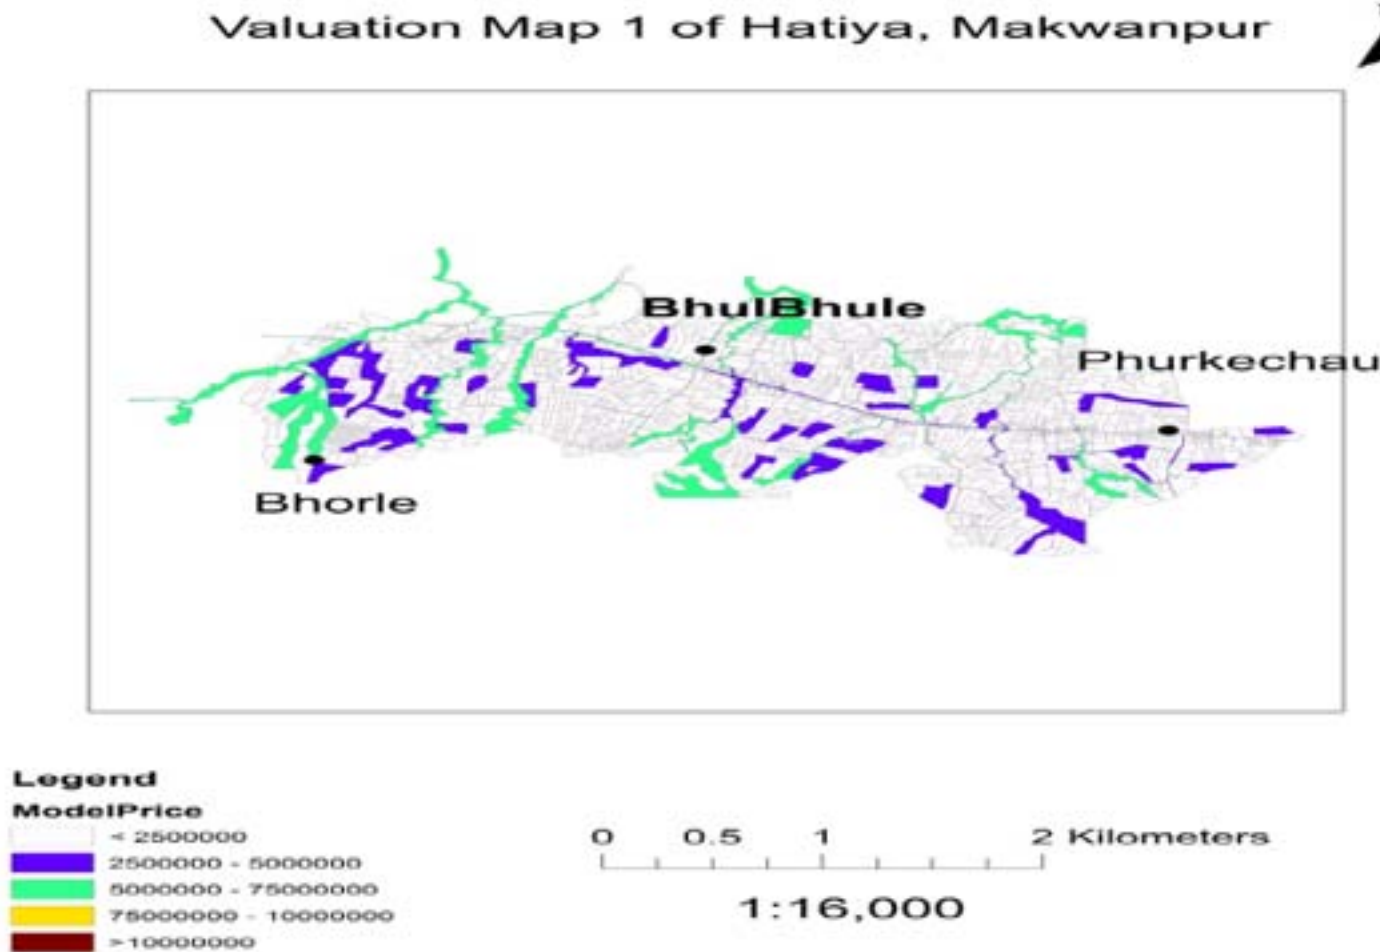 Valuation Map 1 of Hatiya, Makwanpur
BhulBhule
Phurkechau
Bhorle
Legend
ModelPrice
< 2500000
2500000 - 5000000
5000000 - 75000000
75000000 - 10000000
>10000000
0 0.5 1 2 Kilometers
1:16,000